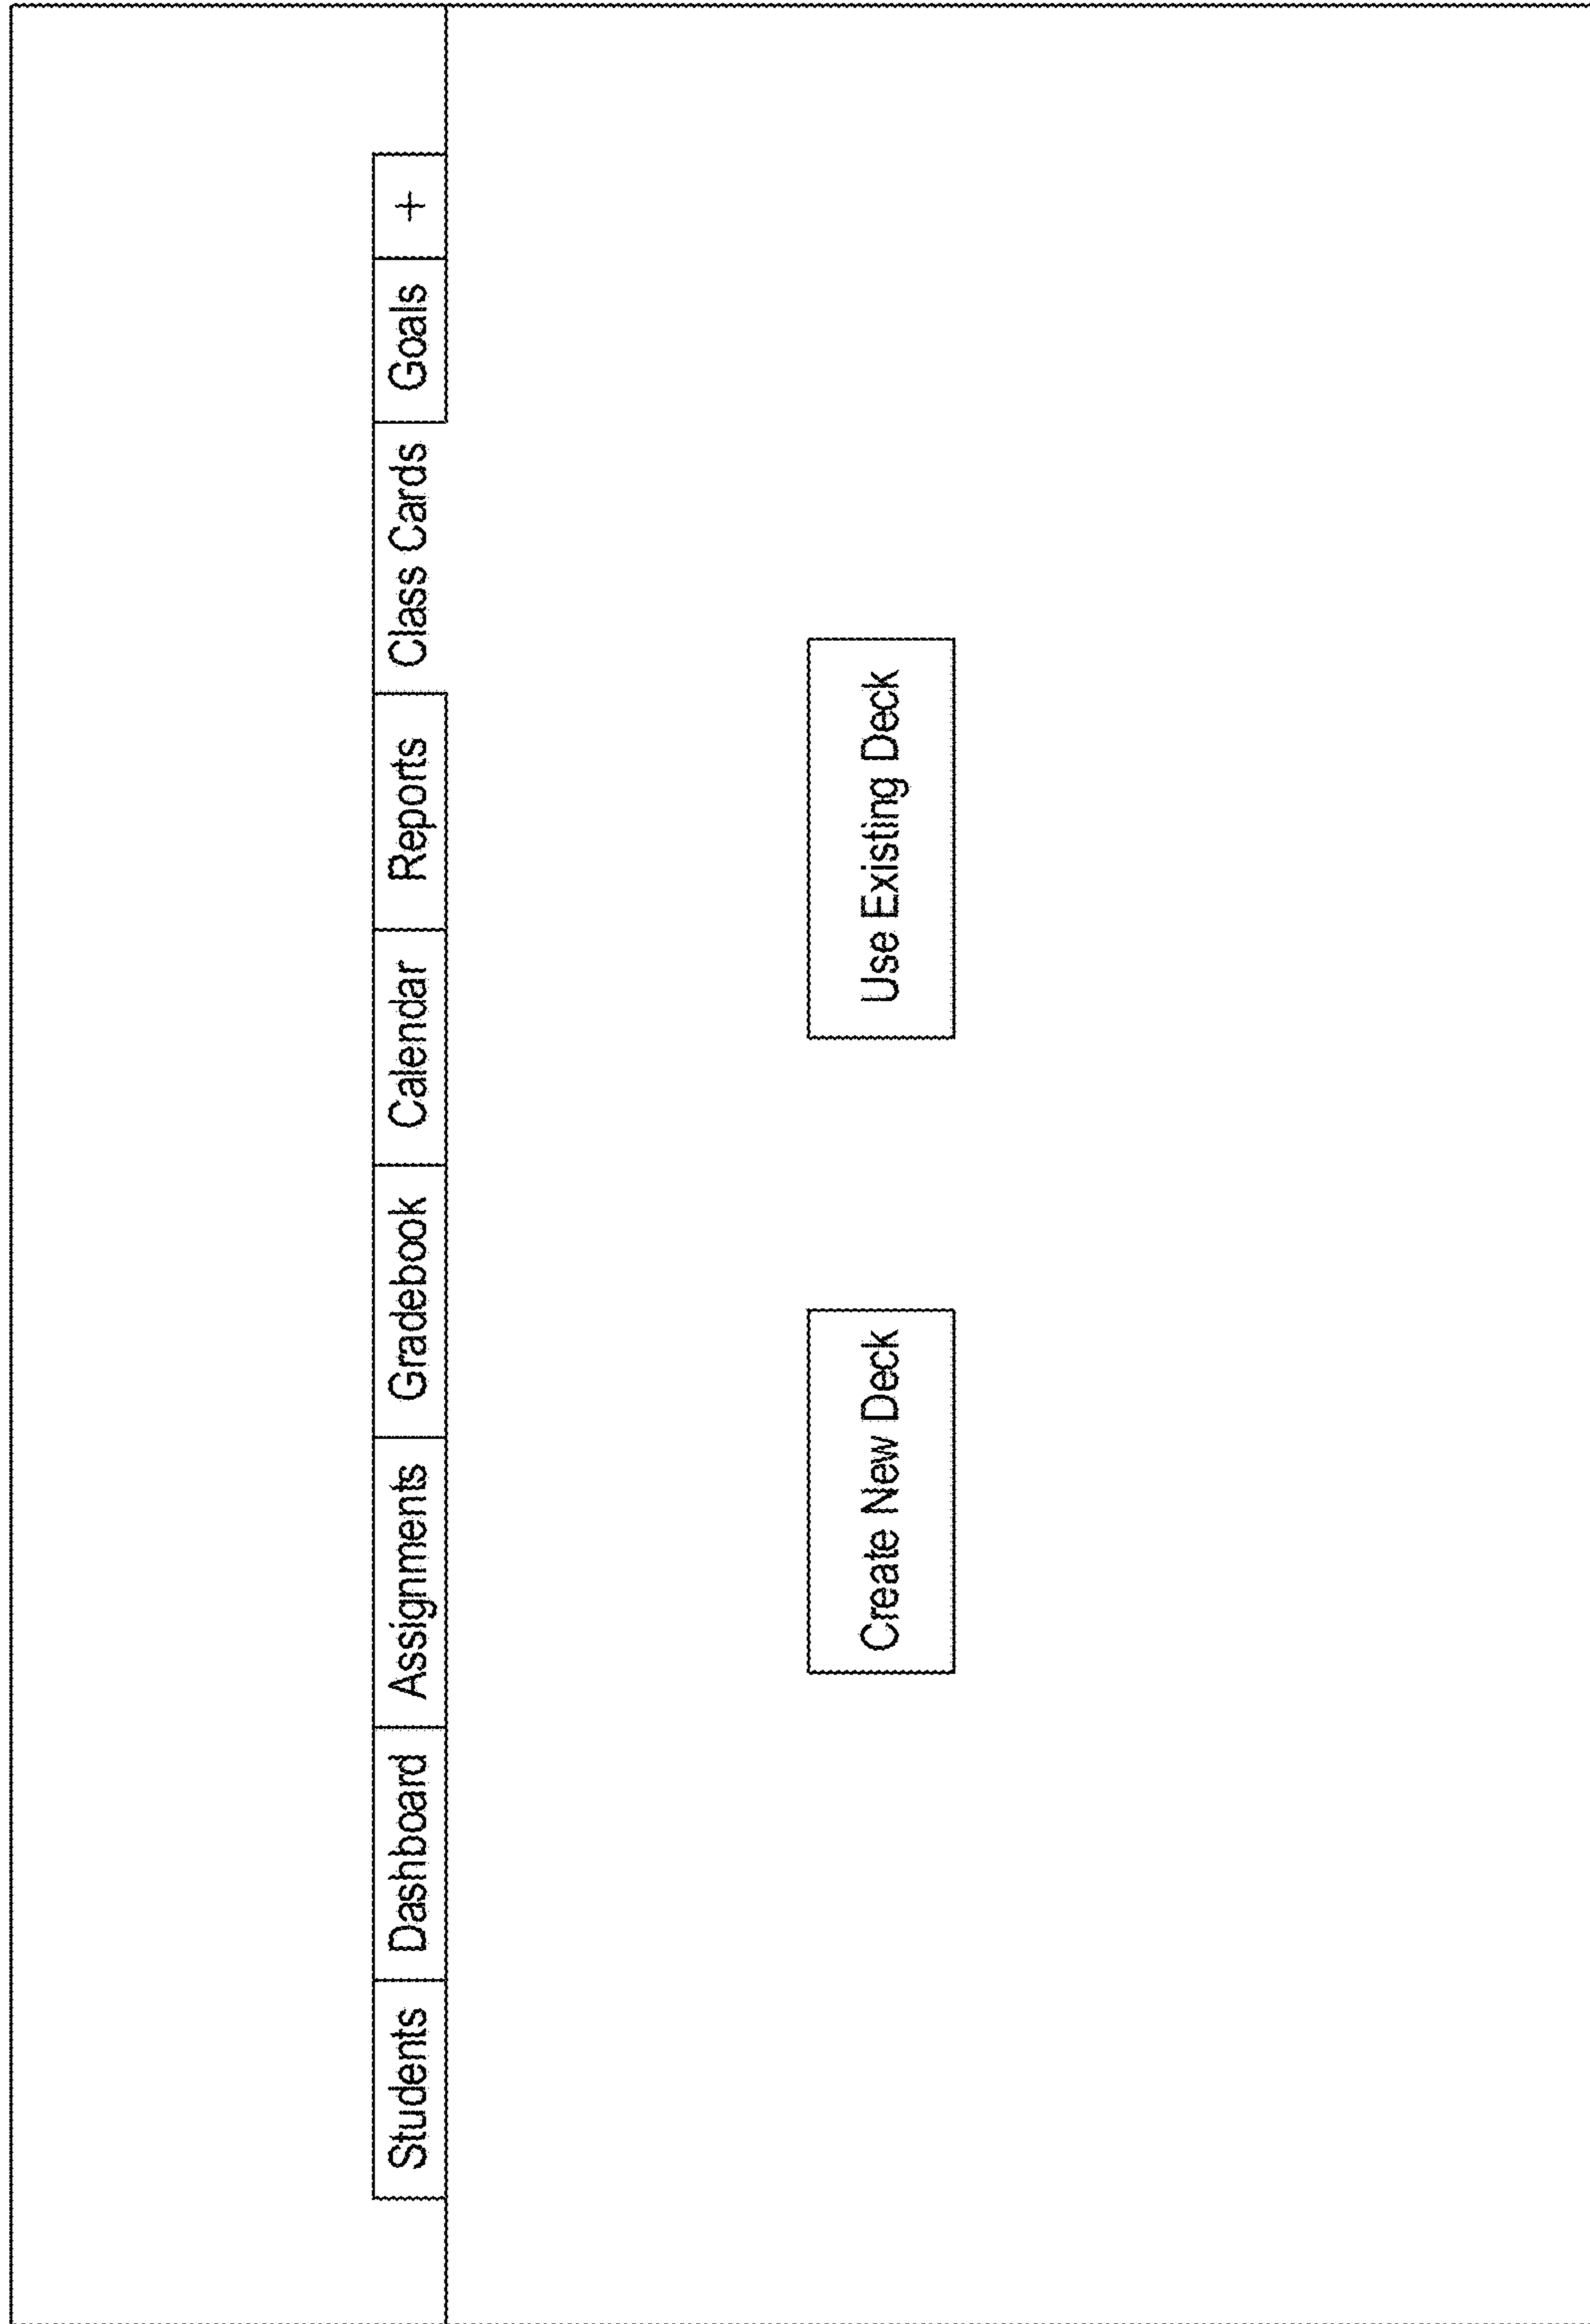 Students Dashboard Assignments Gradebook Calendar Reports Class Cards Goals +
Create New Deck Use Existing Deck